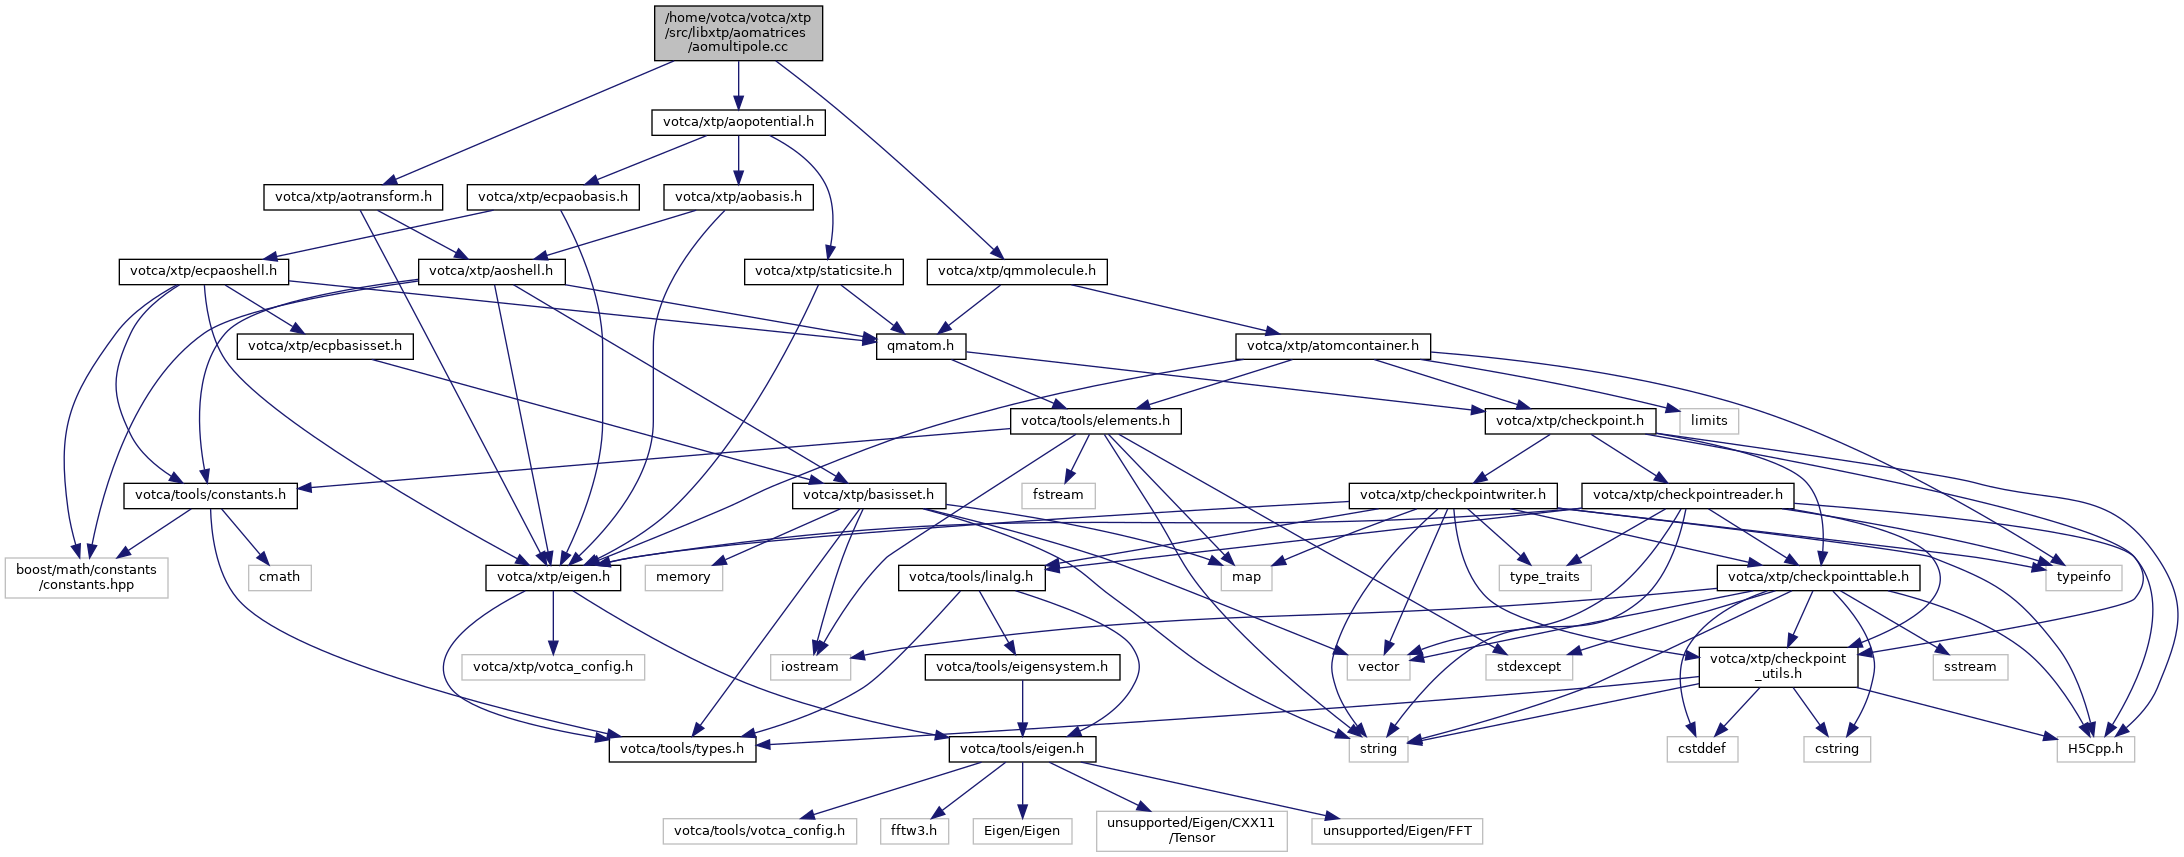 /home/votca/votca/xtp
/src/libxtp/aomatrices
/aomultipole.cc
votca/xtp/aopotential.h
votca/xtp/aotransform.h
votca/xtp/ecpaobasis.h
votca/xtp/aobasis.h
votca/xtp/ecpaoshell.h
votca/xtp/aoshell.h
votca/xtp/staticsite.h
votca/xtp/qmmolecule.h
votca/xtp/ecpbasisset.h
qmatom.h
votca/xtp/atomcontainer.h
votca/tools/elements.h
votca/xtp/checkpoint.h
limits
votca/tools/constants.h
votca/xtp/basisset.h
fstream
votca/xtp/checkpointwriter.h
votca/xtp/checkpointreader.h
boost/math/constants
/constants.hpp
cmath
votca/xtp/eigen.h
memory
votca/tools/linalg.h
map
type_traits
votca/xtp/checkpointtable.h
typeinfo
votca/xtp/votca_config.h
iostream
votca/tools/eigensystem.h
vector
stdexcept
votca/xtp/checkpoint
_utils.h
sstream
votca/tools/types.h
votca/tools/eigen.h
string
cstddef
cstring
H5Cpp.h
votca/tools/votca_config.h
fftw3.h
Eigen/Eigen
unsupported/Eigen/CXX11
/Tensor
unsupported/Eigen/FFT